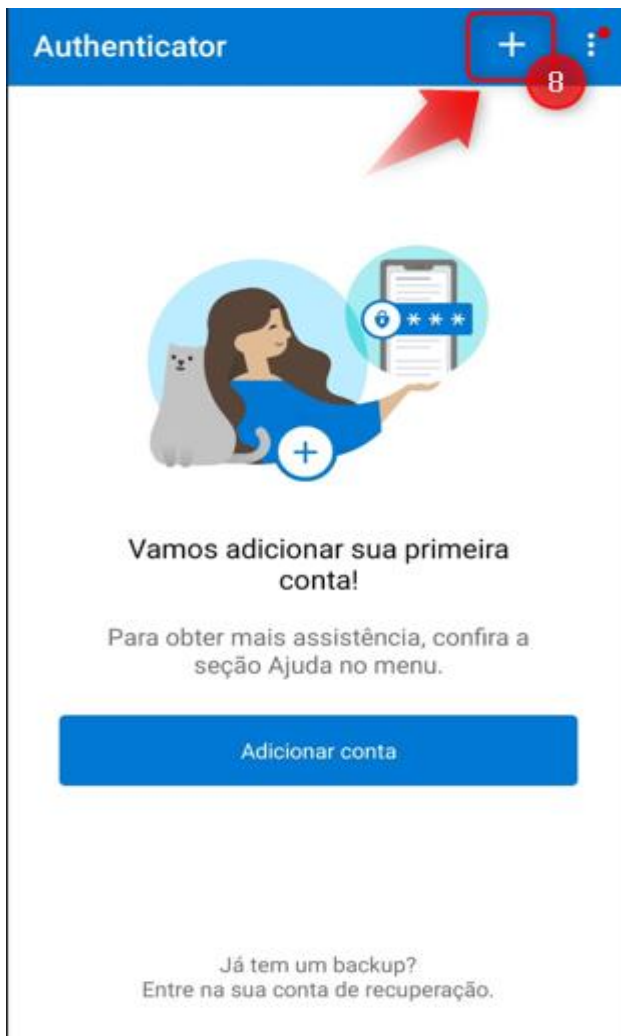 Authenticator
8
Vamos adicionar sua primeira
conta!
Para obter mais assistência, confira a
seção Ajuda no menu.
Adicionar conta
Já tem um backup?
Entre na sua conta de recuperação.